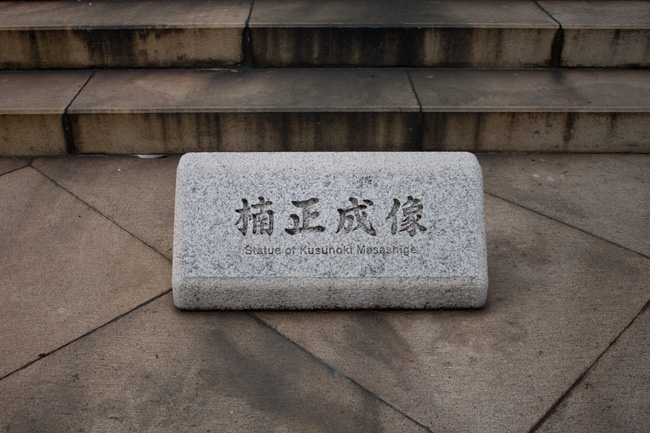 楠正成像
Statue of Kusunoki Masashige